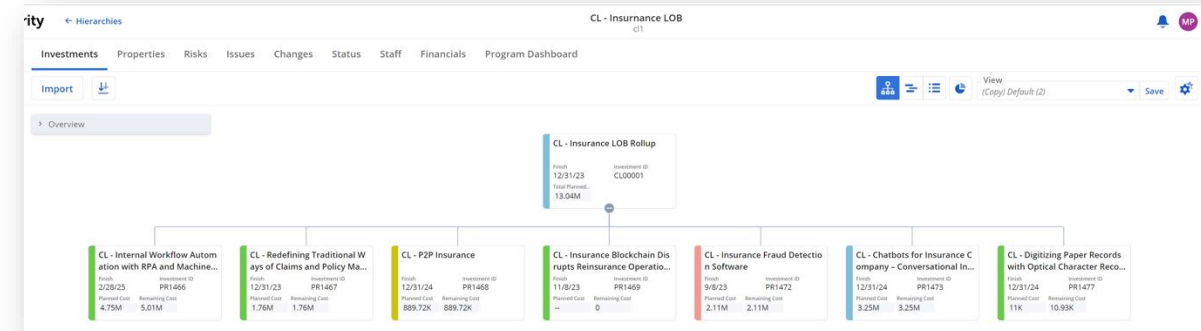 rity ← Hierarchies
CL - Insurnance LOB
cl1
MP
Investments Properties Risks Issues Changes Status Staff Financials Program Dashboard
Import
View
(Copy) Default (2)
Save
> Overview
CL - Insurance LOB Rollup
Finish Investment ID
12/31/23 CL00001
Total Planned...
13.04M
CL - Internal Workflow Autom
ation with RPA and Machine...
Finish Investment ID
2/28/25 PR1466
Planned Cost Remaining Cost
4.75M 5.01M
CL - Redefining Traditional W
ays of Claims and Policy Ma...
Finish Investment ID
12/31/23 PR1467
Planned Cost Remaining Cost
1.76M 1.76M
CL - P2P Insurance
Finish Investment ID
12/31/24 PR1468
Planned Cost Remaining Cost
889.72K 889.72K
CL - Insurance Blockchain Dis
rupts Reinsurance Operatio...
Finish Investment ID
11/8/23 PR1469
Planned Cost Remaining Cost
-- 0
CL - Insurance Fraud Detectio
n Software
Finish Investment ID
9/8/23 PR1472
Planned Cost Remaining Cost
2.11M 2.11M
CL - Chatbots for Insurance C
ompany – Conversational In...
Finish Investment ID
12/31/24 PR1473
Planned Cost Remaining Cost
3.25M 3.25M
CL - Digitizing Paper Records
with Optical Character Reco...
Finish Investment ID
12/31/24 PR1477
Planned Cost Remaining Cost
11K 10.93K